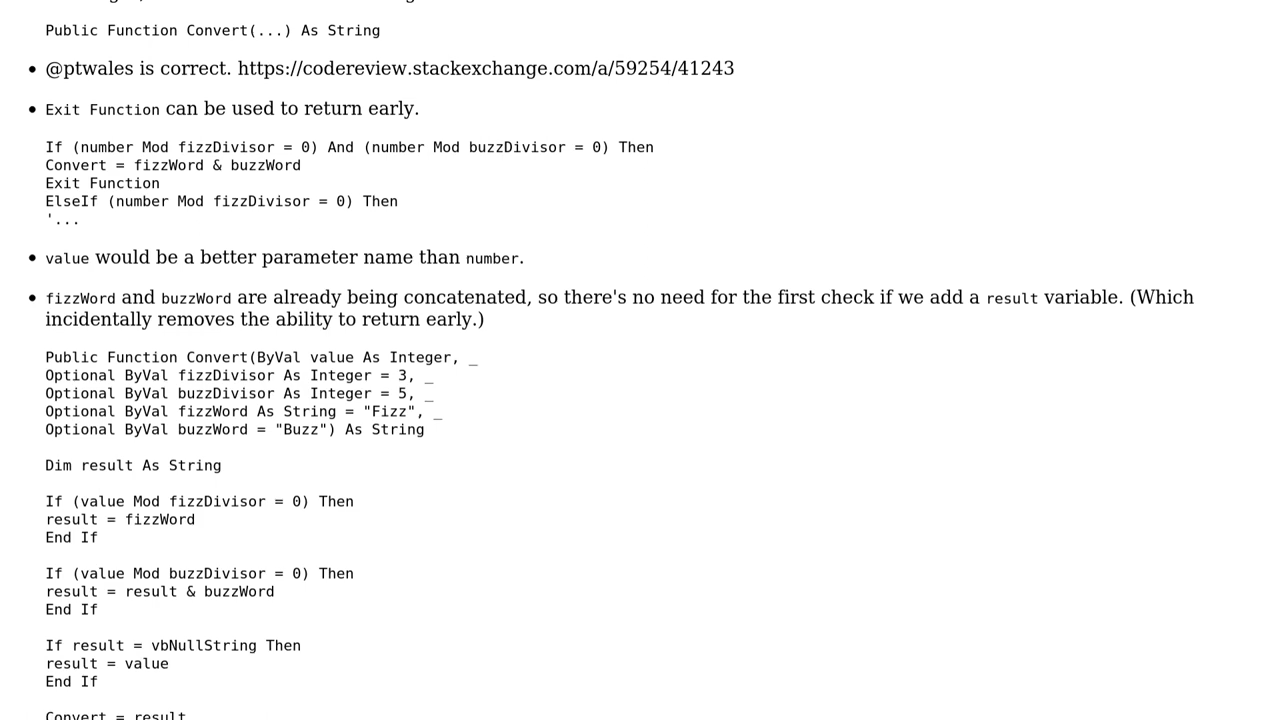 Public Function Convert(...) As String
• @ptwales is correct. https://codereview.stackexchange.com/a/59254/41243
• Exit Function can be used to return early.
If (number Mod fizzDivisor = 0) And (number Mod buzzDivisor = 0) Then
Convert = fizzWord & buzzWord
Exit Function
ElseIf (number Mod fizzDivisor = 0) Then
'...
• value would be a better parameter name than number.
• fizzWord and buzzWord are already being concatenated, so there's no need for the first check if we add a result variable. (Which
incidentally removes the ability to return early.)
Public Function Convert(ByVal value As Integer, _
Optional ByVal fizzDivisor As Integer = 3, _
Optional ByVal buzzDivisor As Integer = 5, _
Optional ByVal fizzWord As String = "Fizz", _
Optional ByVal buzzWord = "Buzz") As String
Dim result As String
If (value Mod fizzDivisor = 0) Then
result = fizzWord
End If
If (value Mod buzzDivisor = 0) Then
result = result & buzzWord
End If
If result = vbNullString Then
result = value
End If
Convert = result